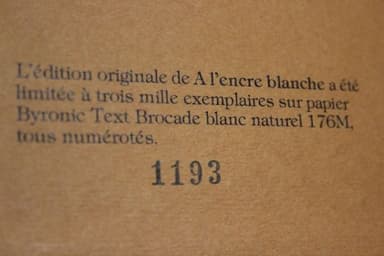 L'édition originale de A l'encre blanche a été
limitée à trois mille exemplaires sur papier
Byronic Text Brocade blanc naturel 176M,
tous numérotés.
1193